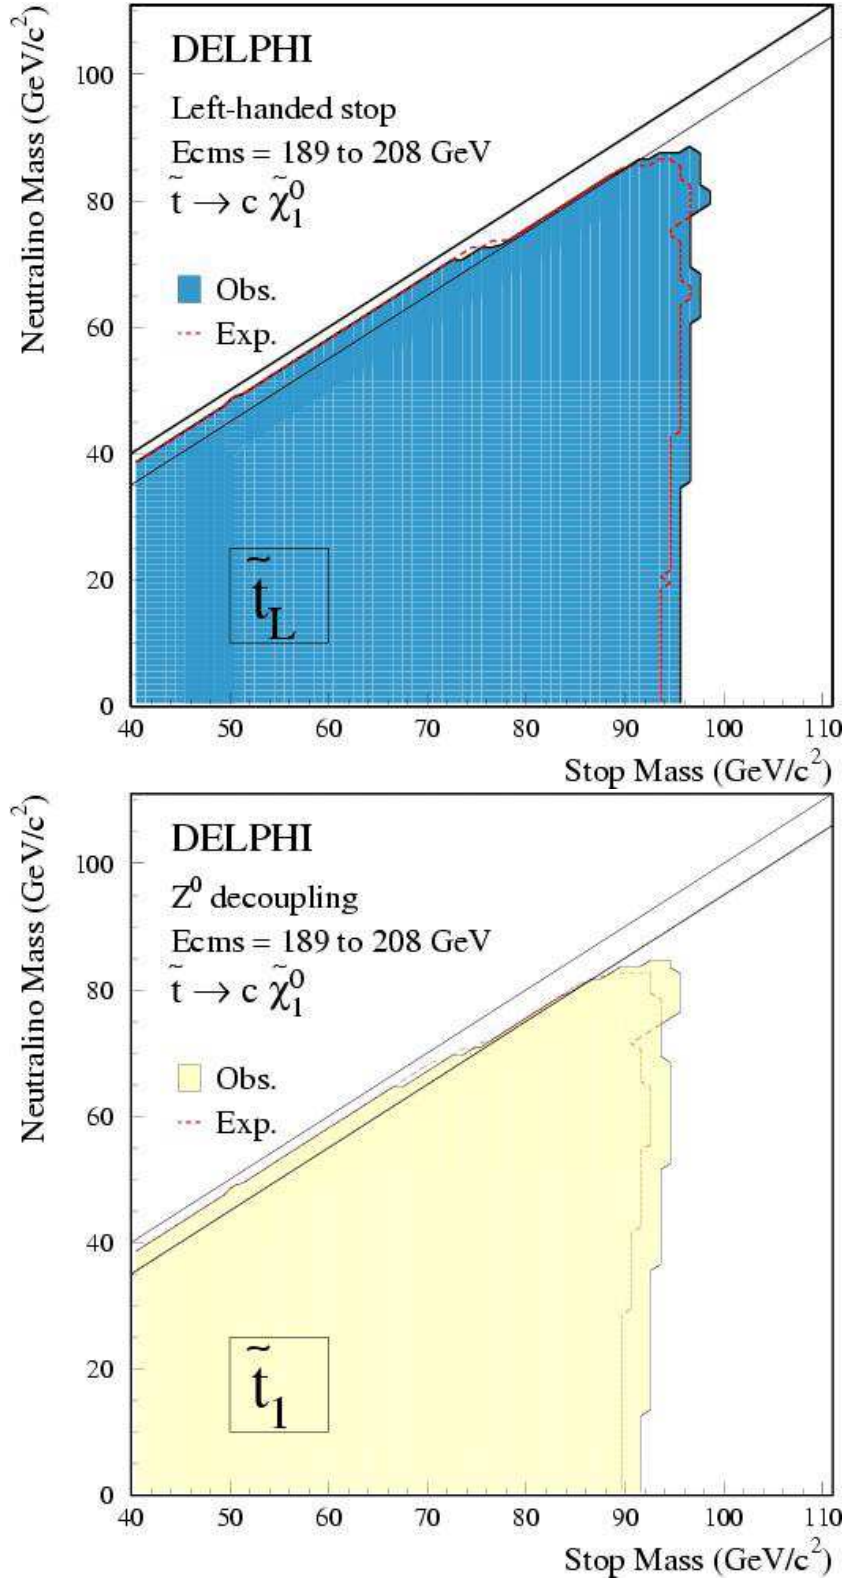 Neutralino Mass (GeV/c²)
DELPHI
Left-handed stop
Ecms = 189 to 208 GeV
t̃ → c χ̃₁⁰
Obs.
Exp.
t̃_L
100
80
60
40
20
0
40 50 60 70 80 90 100 110
Stop Mass (GeV/c²)
Neutralino Mass (GeV/c²)
DELPHI
Z⁰ decoupling
Ecms = 189 to 208 GeV
t̃ → c χ̃₁⁰
Obs.
Exp.
t̃₁
100
80
60
40
20
0
40 50 60 70 80 90 100 110
Stop Mass (GeV/c²)